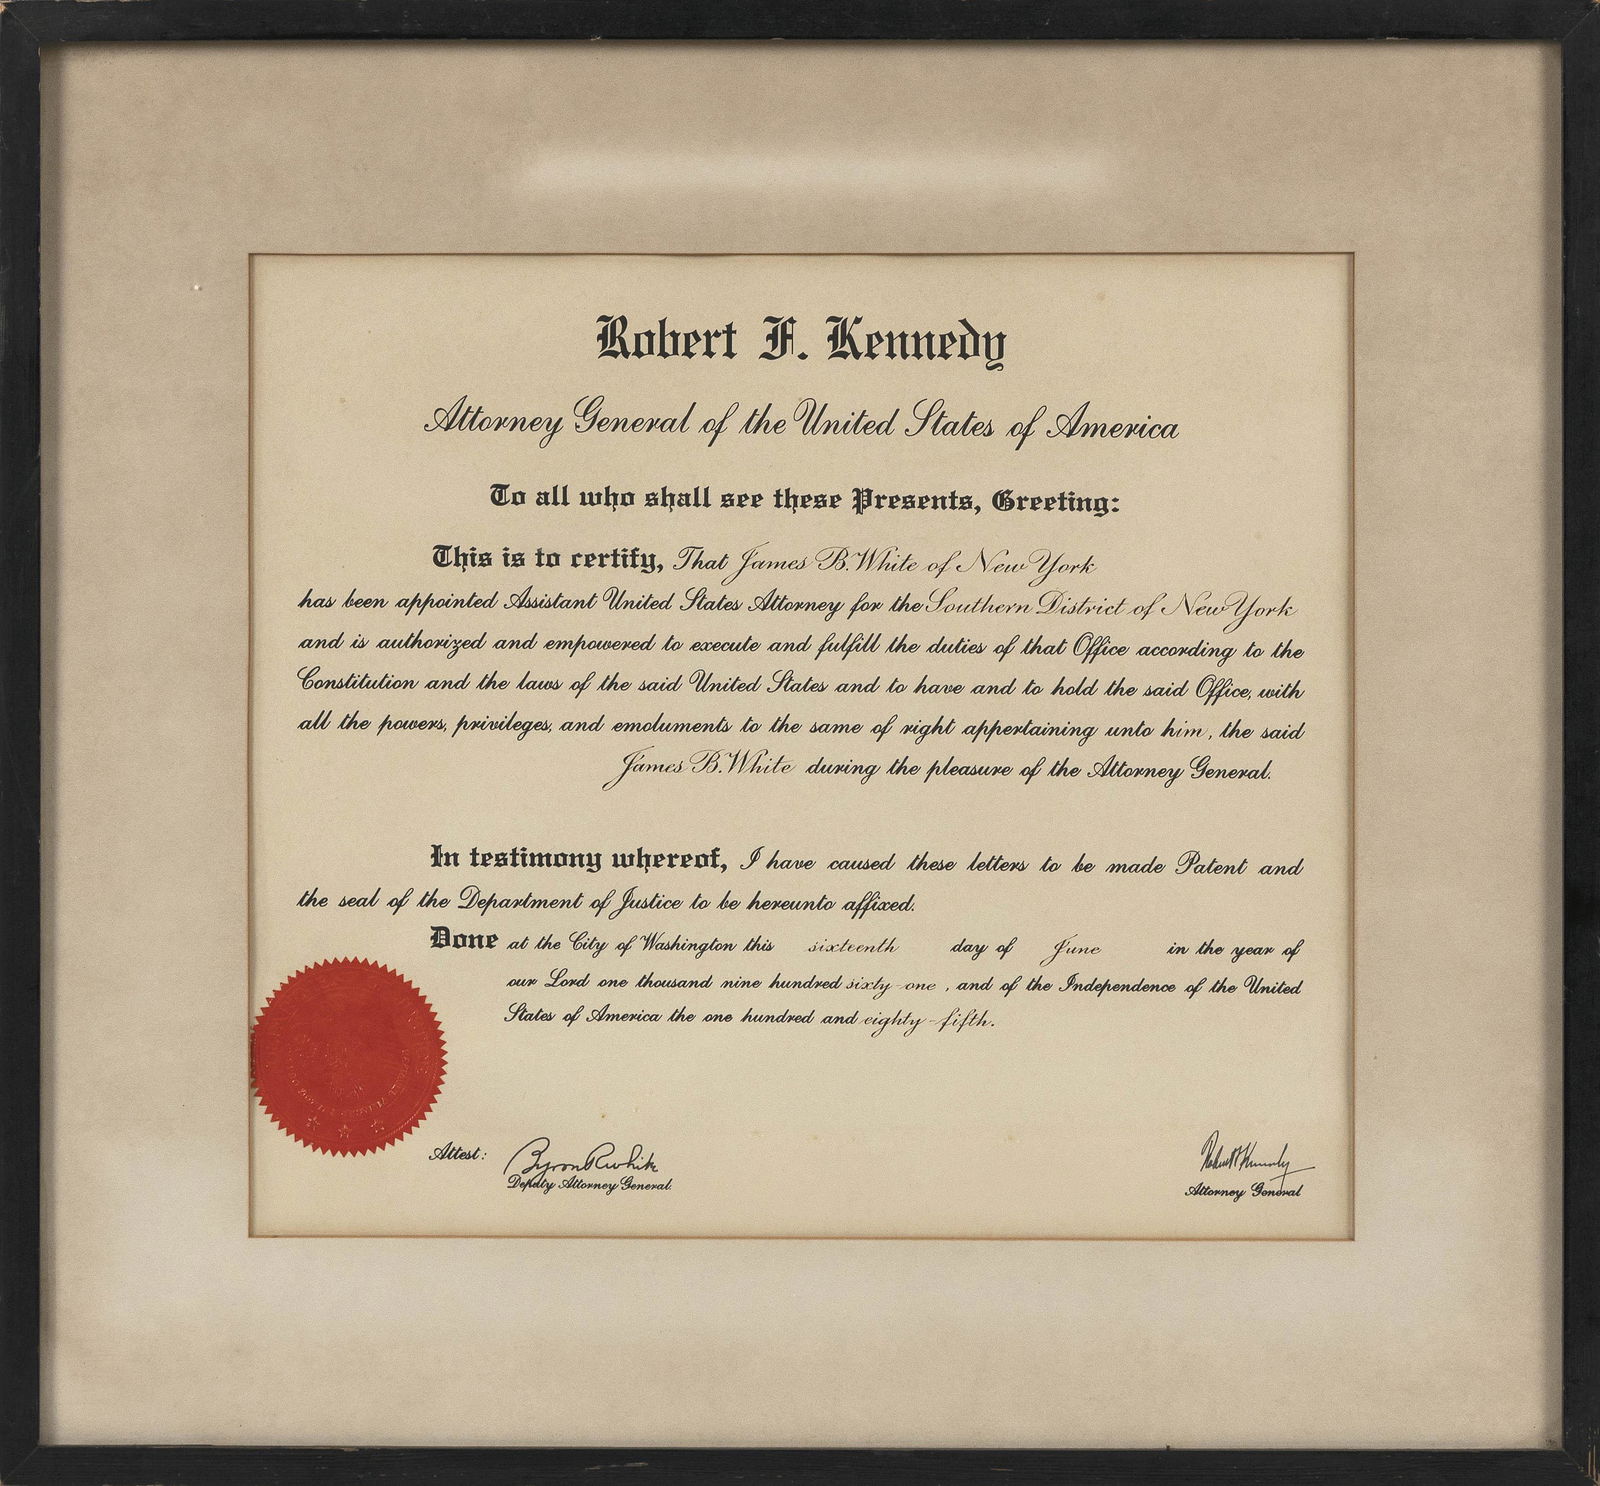 Robert F. Kennedy
Attorney General of the United States of America
To all who shall see these Presents, Greeting:
This is to certify, That James B. White of New York
has been appointed Assistant United States Attorney for the Southern District of New York
and is authorized and empowered to execute and fulfill the duties of that Office according to the
Constitution and the laws of the said United States and to have and to hold the said Office, with
all the powers, privileges, and emoluments to the same of right appertaining unto him, the said
James B. White during the pleasure of the Attorney General.
In testimony whereof, I have caused these letters to be made Patent and
the seal of the Department of Justice to be hereunto affixed.
Done at the City of Washington this sixteenth day of June in the year of
our Lord one thousand nine hundred sixty-one, and of the Independence of the United
States of America the one hundred and eighty-fifth.
Attest: Byron R White
Deputy Attorney General.
Robert F Kennedy
Attorney General